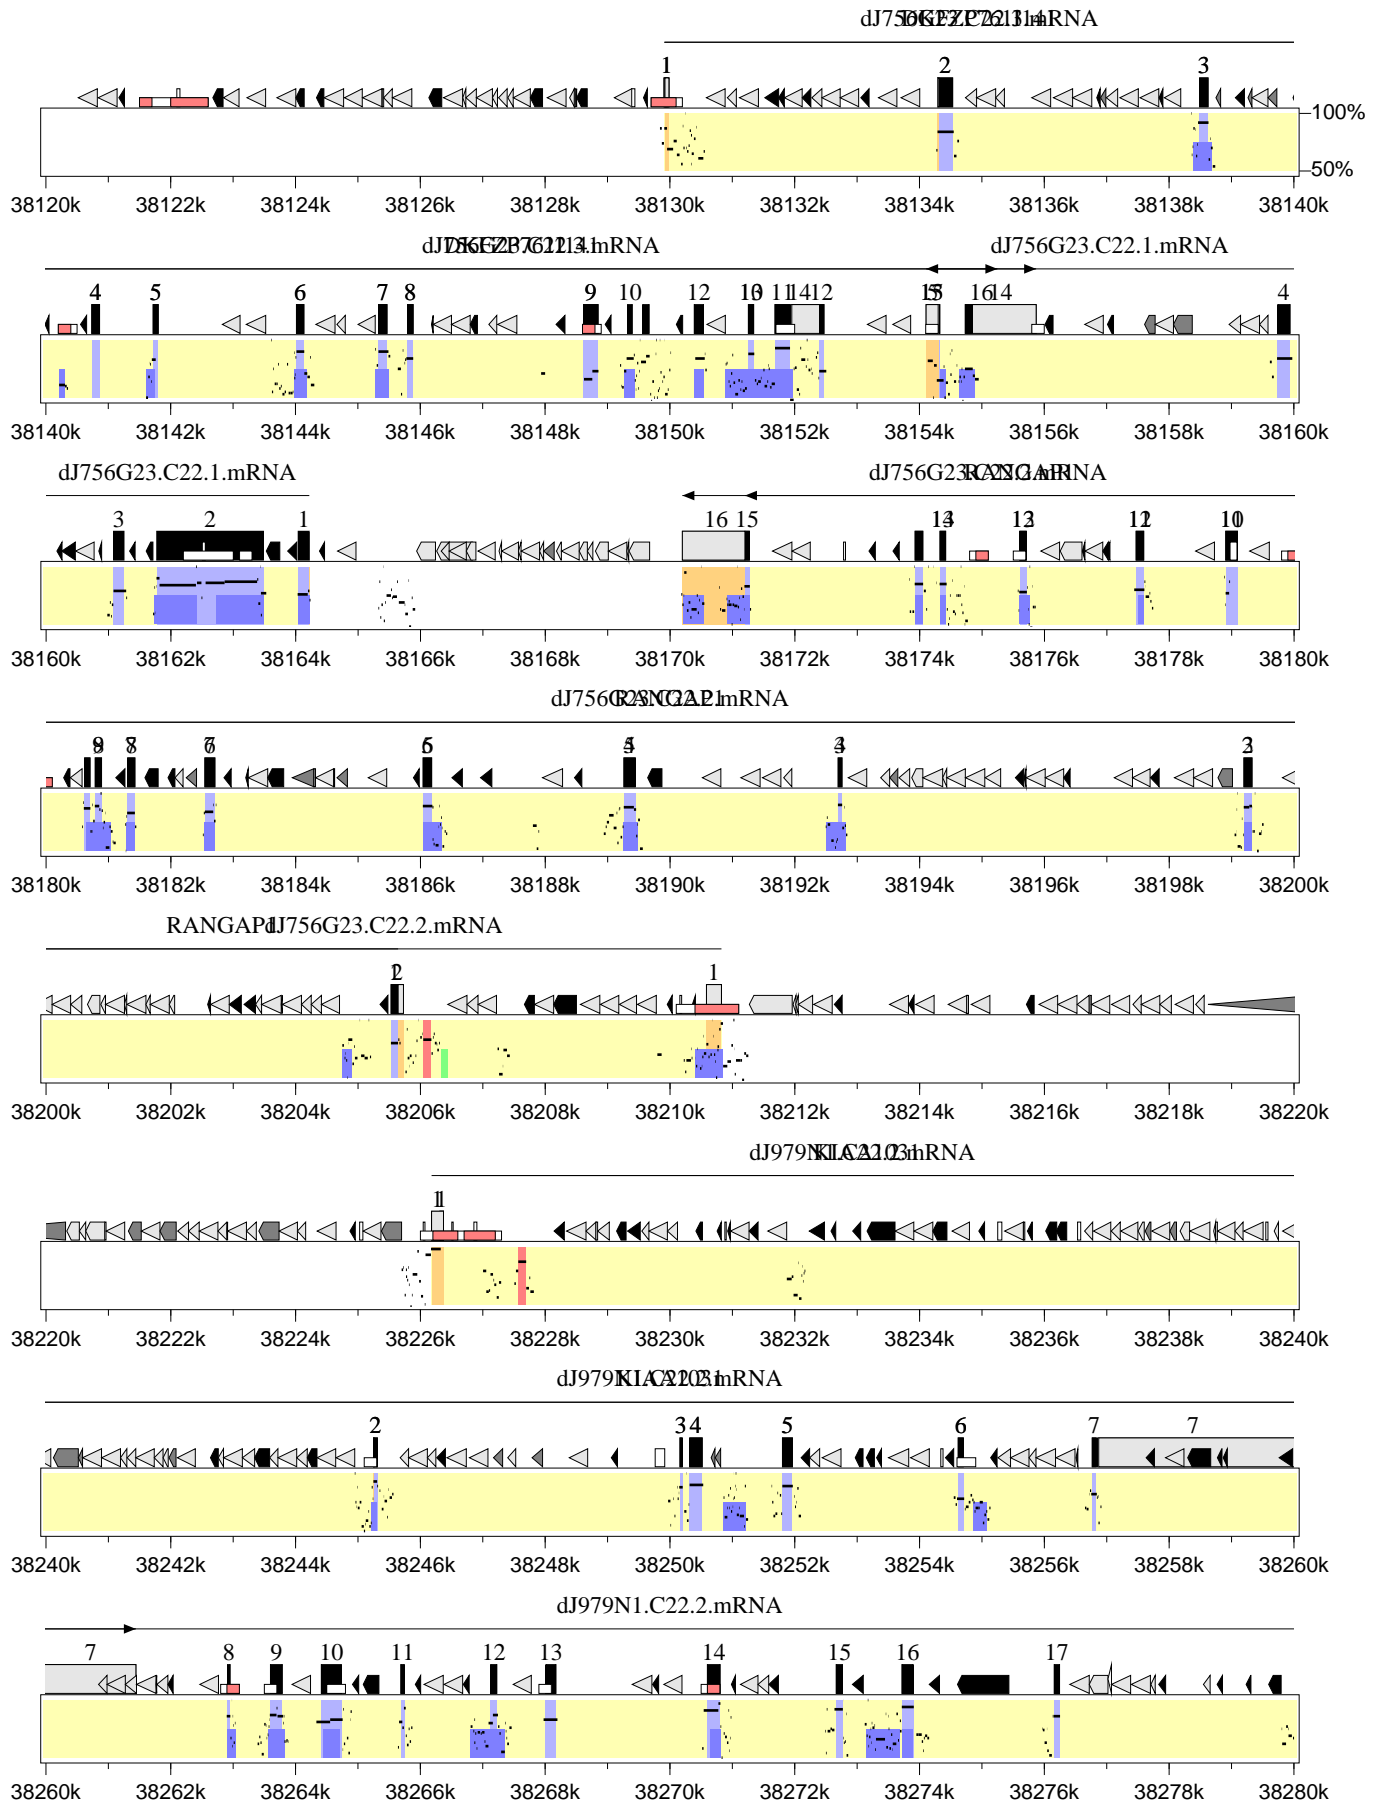 1 2 3
100%
50%
38120k 38122k 38124k 38126k 38128k 38130k 38132k 38134k 38136k 38138k 38140k
dJ756G23.C22.1.mRNA
4 5 6 7 8 9 10 12 14 12 16 14 4
38140k 38142k 38144k 38146k 38148k 38150k 38152k 38154k 38156k 38158k 38160k
dJ756G23.C22.1.mRNA
3 2 1 16 15
38160k 38162k 38164k 38166k 38168k 38170k 38172k 38174k 38176k 38178k 38180k
38180k 38182k 38184k 38186k 38188k 38190k 38192k 38194k 38196k 38198k 38200k
RANGAP1 dJ756G23.C22.2.mRNA
1
38200k 38202k 38204k 38206k 38208k 38210k 38212k 38214k 38216k 38218k 38220k
38220k 38222k 38224k 38226k 38228k 38230k 38232k 38234k 38236k 38238k 38240k
2 3 4 5 6 7 7
38240k 38242k 38244k 38246k 38248k 38250k 38252k 38254k 38256k 38258k 38260k
dJ979N1.C22.2.mRNA
7 8 9 10 11 12 13 14 15 16 17
38260k 38262k 38264k 38266k 38268k 38270k 38272k 38274k 38276k 38278k 38280k